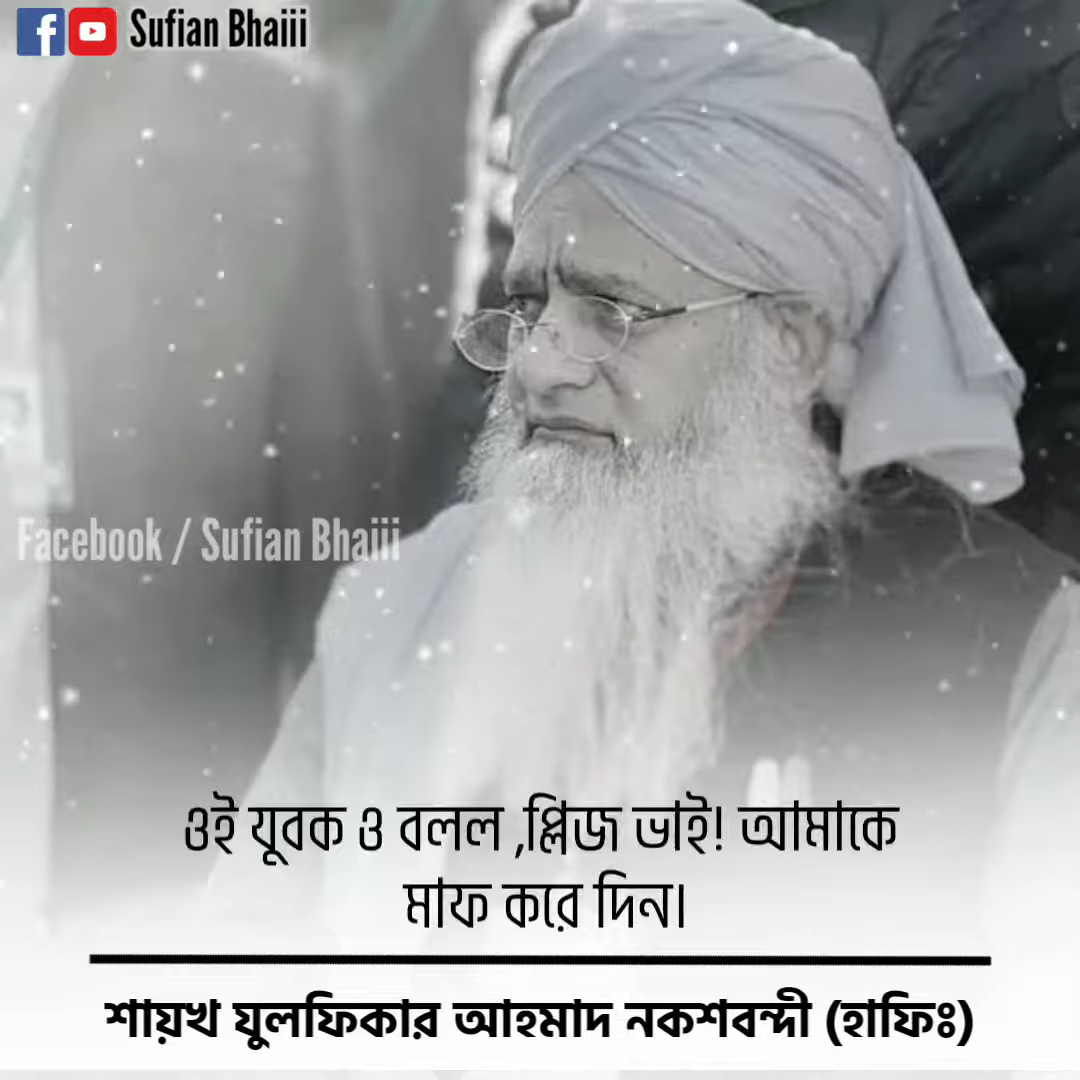 Sufian Bhaiii
Facebook / Sufian Bhaiii
ওই যুবক ও বলল ,প্লিজ ভাই! আমাকে
মাফ করে দিন।
শায়খ যুলফিকার আহমাদ নকশবন্দী (হাফিঃ)